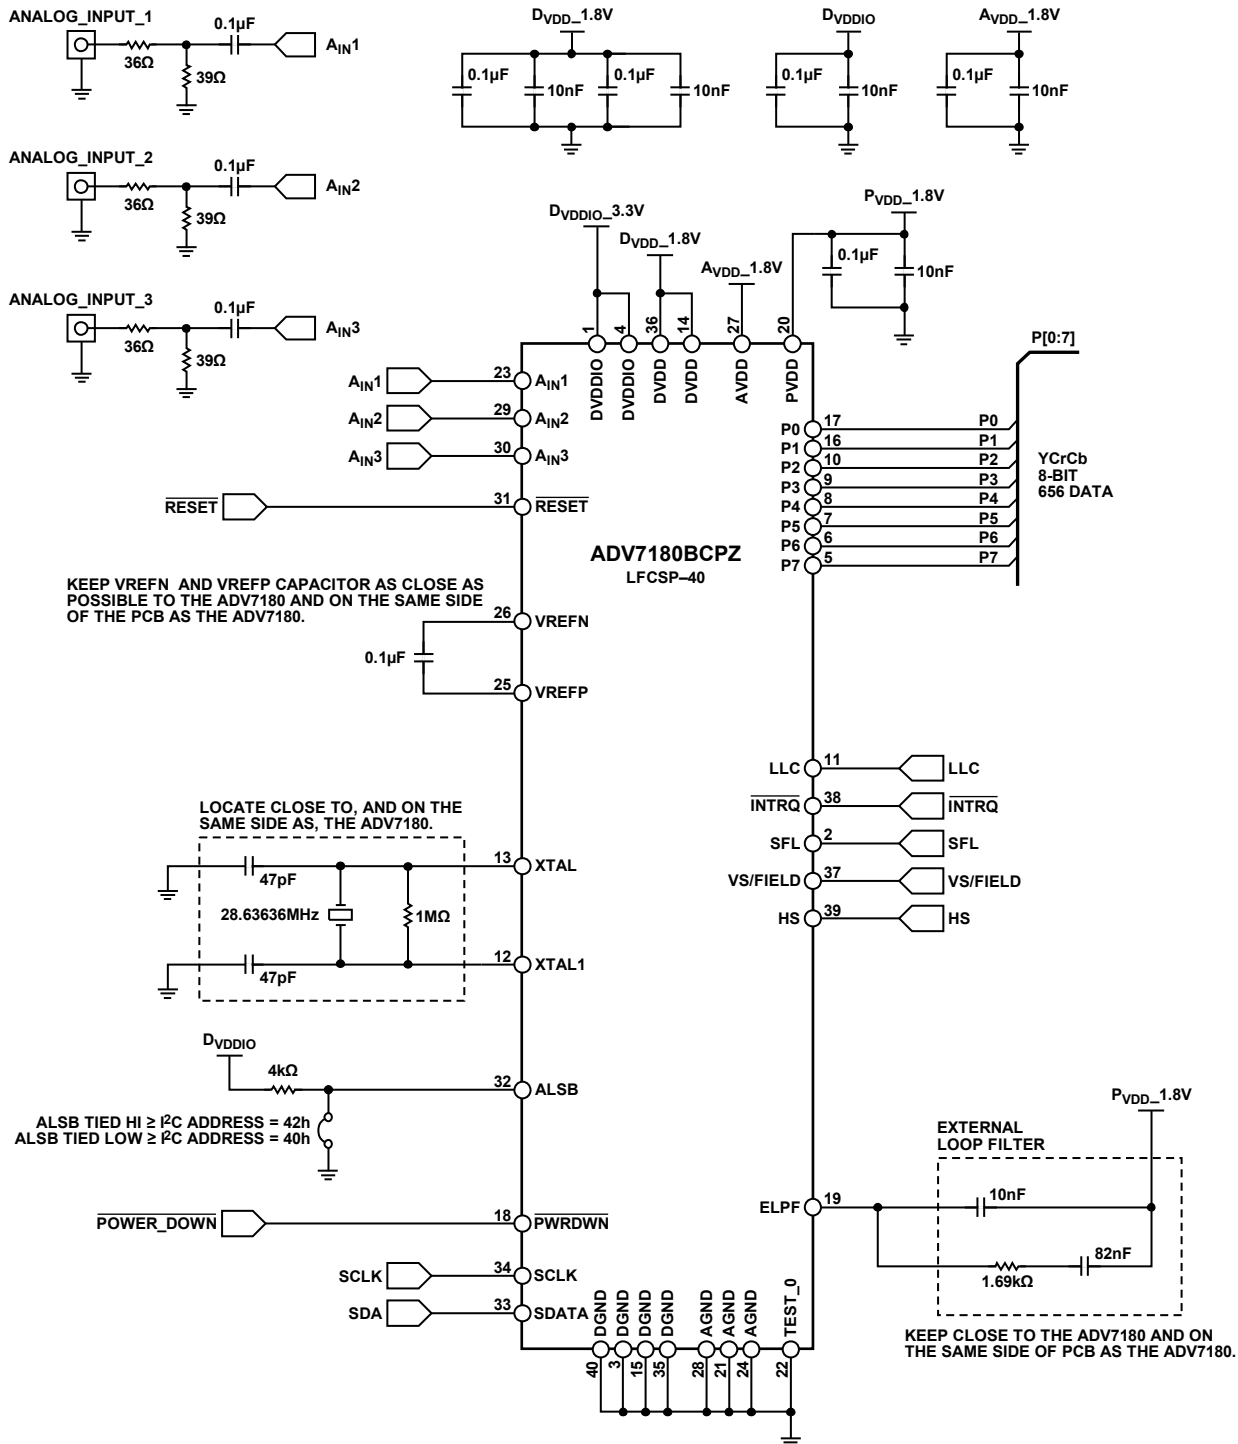 ANALOG_INPUT_1
0.1µF
AIN1
36Ω
39Ω
DVDD_1.8V
0.1µF
10nF
0.1µF
10nF
DVDDIO
0.1µF
10nF
AVDD_1.8V
0.1µF
10nF
ANALOG_INPUT_2
0.1µF
AIN2
36Ω
39Ω
ANALOG_INPUT_3
0.1µF
AIN3
36Ω
39Ω
DVDDIO_3.3V
DVDD_1.8V
AVDD_1.8V
PVDD_1.8V
0.1µF
10nF
1
4
36
14
27
20
DVDDIO
DVDDIO
DVDD
DVDD
AVDD
PVDD
P[0:7]
AIN1
23
AIN1
AIN2
29
AIN2
AIN3
30
AIN3
RESET
31
RESET
P0 17 P0
P1 16 P1
P2 10 P2
P3 9 P3
P4 8 P4
P5 7 P5
P6 6 P6
P7 5 P7
YCrCb
8-BIT
656 DATA
ADV7180BCPZ
LFCSP–40
KEEP VREFN AND VREFP CAPACITOR AS CLOSE AS
POSSIBLE TO THE ADV7180 AND ON THE SAME SIDE
OF THE PCB AS THE ADV7180.
26
VREFN
0.1µF
25
VREFP
LLC 11 LLC
INTRQ 38 INTRQ
SFL 2 SFL
VS/FIELD 37 VS/FIELD
HS 39 HS
LOCATE CLOSE TO, AND ON THE
SAME SIDE AS, THE ADV7180.
47pF
13
XTAL
28.63636MHz
1MΩ
47pF
12
XTAL1
DVDDIO
4kΩ
32
ALSB
ALSB TIED HI ≥ I2C ADDRESS = 42h
ALSB TIED LOW ≥ I2C ADDRESS = 40h
POWER_DOWN
18
PWRDWN
SCLK
34
SCLK
SDA
33
SDATA
PVDD_1.8V
EXTERNAL
LOOP FILTER
ELPF
19
10nF
82nF
1.69kΩ
KEEP CLOSE TO THE ADV7180 AND ON
THE SAME SIDE OF PCB AS THE ADV7180.
DGND
DGND
DGND
DGND
AGND
AGND
AGND
TEST_0
40
3
15
35
28
21
24
22